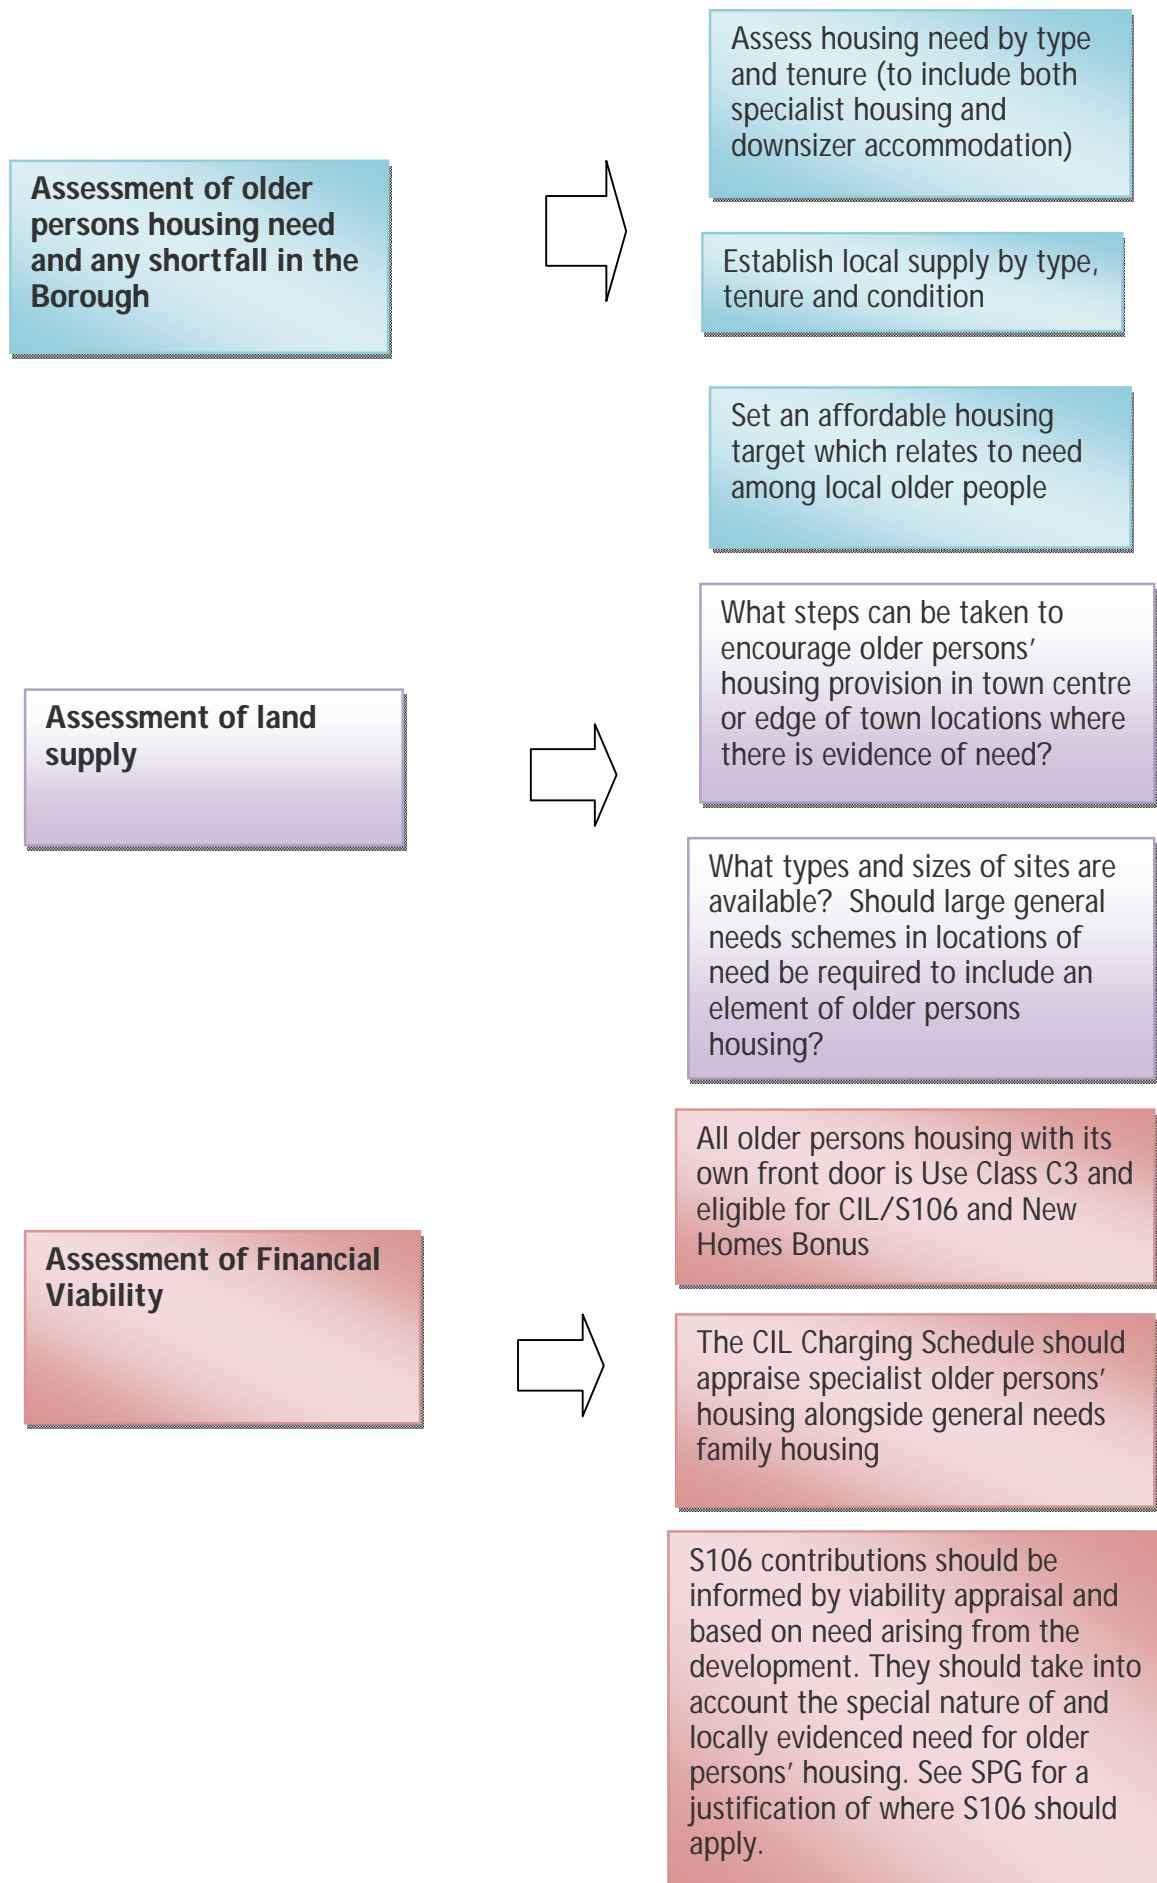 Assessment of older
persons housing need
and any shortfall in the
Borough
Assess housing need by type
and tenure (to include both
specialist housing and
downsizer accommodation)
Establish local supply by type,
tenure and condition
Set an affordable housing
target which relates to need
among local older people
Assessment of land
supply
What steps can be taken to
encourage older persons’
housing provision in town centre
or edge of town locations where
there is evidence of need?
What types and sizes of sites are
available?  Should large general
needs schemes in locations of
need be required to include an
element of older persons
housing?
Assessment of Financial
Viability
All older persons housing with its
own front door is Use Class C3 and
eligible for CIL/S106 and New
Homes Bonus
The CIL Charging Schedule should
appraise specialist older persons’
housing alongside general needs
family housing
S106 contributions should be
informed by viability appraisal and
based on need arising from the
development. They should take into
account the special nature of and
locally evidenced need for older
persons’ housing. See SPG for a
justification of where S106 should
apply.